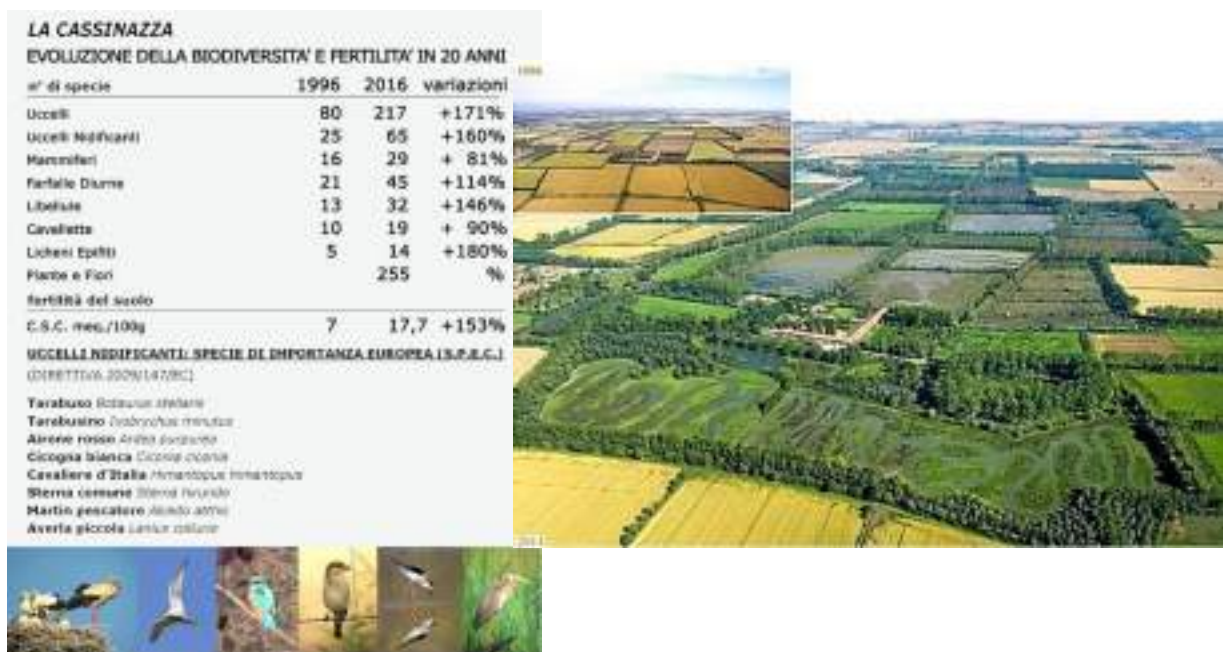 LA CASSINAZZA
EVOLUZIONE DELLA BIODIVERSITA' E FERTILITA' IN 20 ANNI
n° di specie 1996 2016 variazioni
Uccelli 80 217 +171%
Uccelli Nidificanti 25 65 +160%
Mammiferi 16 29 + 81%
Farfalle Diurne 21 45 +114%
Libellule 13 32 +146%
Cavallette 10 19 + 90%
Licheni Epifiti 5 14 +180%
Piante e Fiori 255 %
fertilità del suolo
C.S.C. meq./100g 7 17,7 +153%
UCCELLI NIDIFICANTI: SPECIE DI IMPORTANZA EUROPEA (S.P.E.C.)
(DIRETTIVA 2009/147/EC)
Tarabuso Botaurus stellaris
Tarabusino Ixobrychus minutus
Airone rosso Ardea purpurea
Cicogna bianca Ciconia ciconia
Cavaliere d'Italia Himantopus himantopus
Sterna comune Sterna hirundo
Martin pescatore Alcedo atthis
Averla piccola Lanius collurio
1996